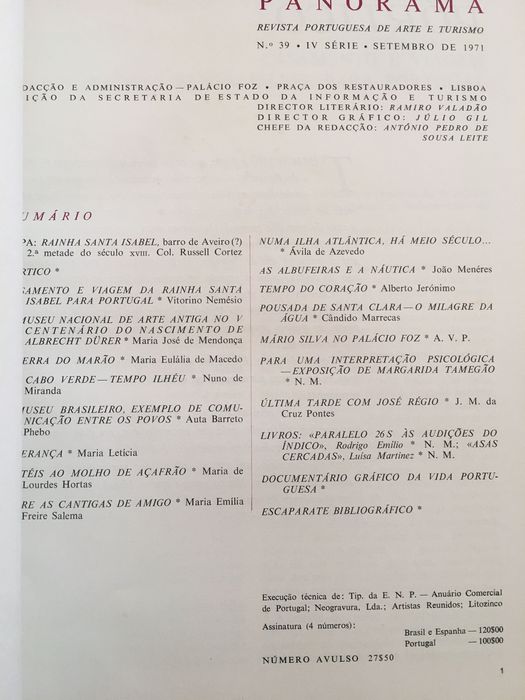 PANORAMA
REVISTA PORTUGUESA DE ARTE E TURISMO
N.º 39 • IV SÉRIE • SETEMBRO DE 1971
DACÇÃO E ADMINISTRAÇÃO — PALÁCIO FOZ • PRAÇA DOS RESTAURADORES • LISBOA
IÇÃO DA SECRETARIA DE ESTADO DA INFORMAÇÃO E TURISMO
DIRECTOR LITERÁRIO: RAMIRO VALADÃO
DIRECTOR GRÁFICO: JÚLIO GIL
CHEFE DA REDACÇÃO: ANTÓNIO PEDRO DE
SOUSA LEITE
UMÁRIO
PA: RAINHA SANTA ISABEL, barro de Aveiro (?)
2.ª metade do século XVIII. Col. Russell Cortez
RTICO *
SAMENTO E VIAGEM DA RAINHA SANTA
ISABEL PARA PORTUGAL * Vitorino Nemésio
MUSEU NACIONAL DE ARTE ANTIGA NO V
CENTENÁRIO DO NASCIMENTO DE
ALBRECHT DÜRER * Maria José de Mendonça
ERRA DO MARÃO * Maria Eulália de Macedo
CABO VERDE — TEMPO ILHÉU * Nuno de
Miranda
USEU BRASILEIRO, EXEMPLO DE COMU-
NICAÇÃO ENTRE OS POVOS * Auta Barreto
Phebo
ERANÇA * Maria Letícia
TÉIS AO MOLHO DE AÇAFRÃO * Maria de
Lourdes Hortas
RE AS CANTIGAS DE AMIGO * Maria Emília
Freire Salema
NUMA ILHA ATLÂNTICA, HÁ MEIO SÉCULO...
* Ávila de Azevedo
AS ALBUFEIRAS E A NÁUTICA * João Menéres
TEMPO DO CORAÇÃO * Alberto Jerónimo
POUSADA DE SANTA CLARA — O MILAGRE DA
ÁGUA * Cândido Marrecas
MÁRIO SILVA NO PALÁCIO FOZ * A. V. P.
PARA UMA INTERPRETAÇÃO PSICOLÓGICA
— EXPOSIÇÃO DE MARGARIDA TAMEGÃO
* N. M.
ÚLTIMA TARDE COM JOSÉ RÉGIO * J. M. da
Cruz Pontes
LIVROS: «PARALELO 26 S ÀS AUDIÇÕES DO
ÍNDICO», Rodrigo Emílio * N. M.; «ASAS
CERCADAS», Luísa Martinez * N. M.
DOCUMENTÁRIO GRÁFICO DA VIDA PORTU-
GUESA *
ESCAPARATE BIBLIOGRÁFICO *
Execução técnica de: Tip. da E. N. P. — Anuário Comercial
de Portugal; Neogravura, Lda.; Artistas Reunidos; Litozinco
Assinatura (4 números):
Brasil e Espanha — 120$00
Portugal — 100$00
NÚMERO AVULSO 27$50
1